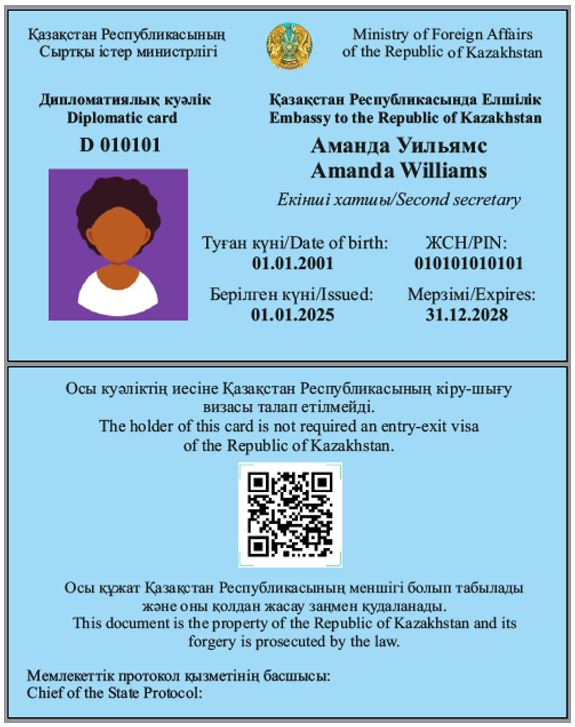 Қазақстан Республикасының
Сыртқы істер министрлігі
Ministry of Foreign Affairs
of the Republic of Kazakhstan
Дипломатиялық куәлік
Diplomatic card
D 010101
Қазақстан Республикасында Елшілік
Embassy to the Republic of Kazakhstan
Аманда Уильямс
Amanda Williams
Екінші хатшы/Second secretary
Туған күні/Date of birth:
01.01.2001
ЖСН/PIN:
010101010101
Берілген күні/Issued:
01.01.2025
Мерзімі/Expires:
31.12.2028
Осы куәліктің иесіне Қазақстан Республикасының кіру-шығу
визасы талап етілмейді.
The holder of this card is not required an entry-exit visa
of the Republic of Kazakhstan.
Осы құжат Қазақстан Республикасының меншігі болып табылады
және оны қолдан жасау заңмен қудаланады.
This document is the property of the Republic of Kazakhstan and its
forgery is prosecuted by the law.
Мемлекеттік протокол қызметінің басшысы:
Chief of the State Protocol: